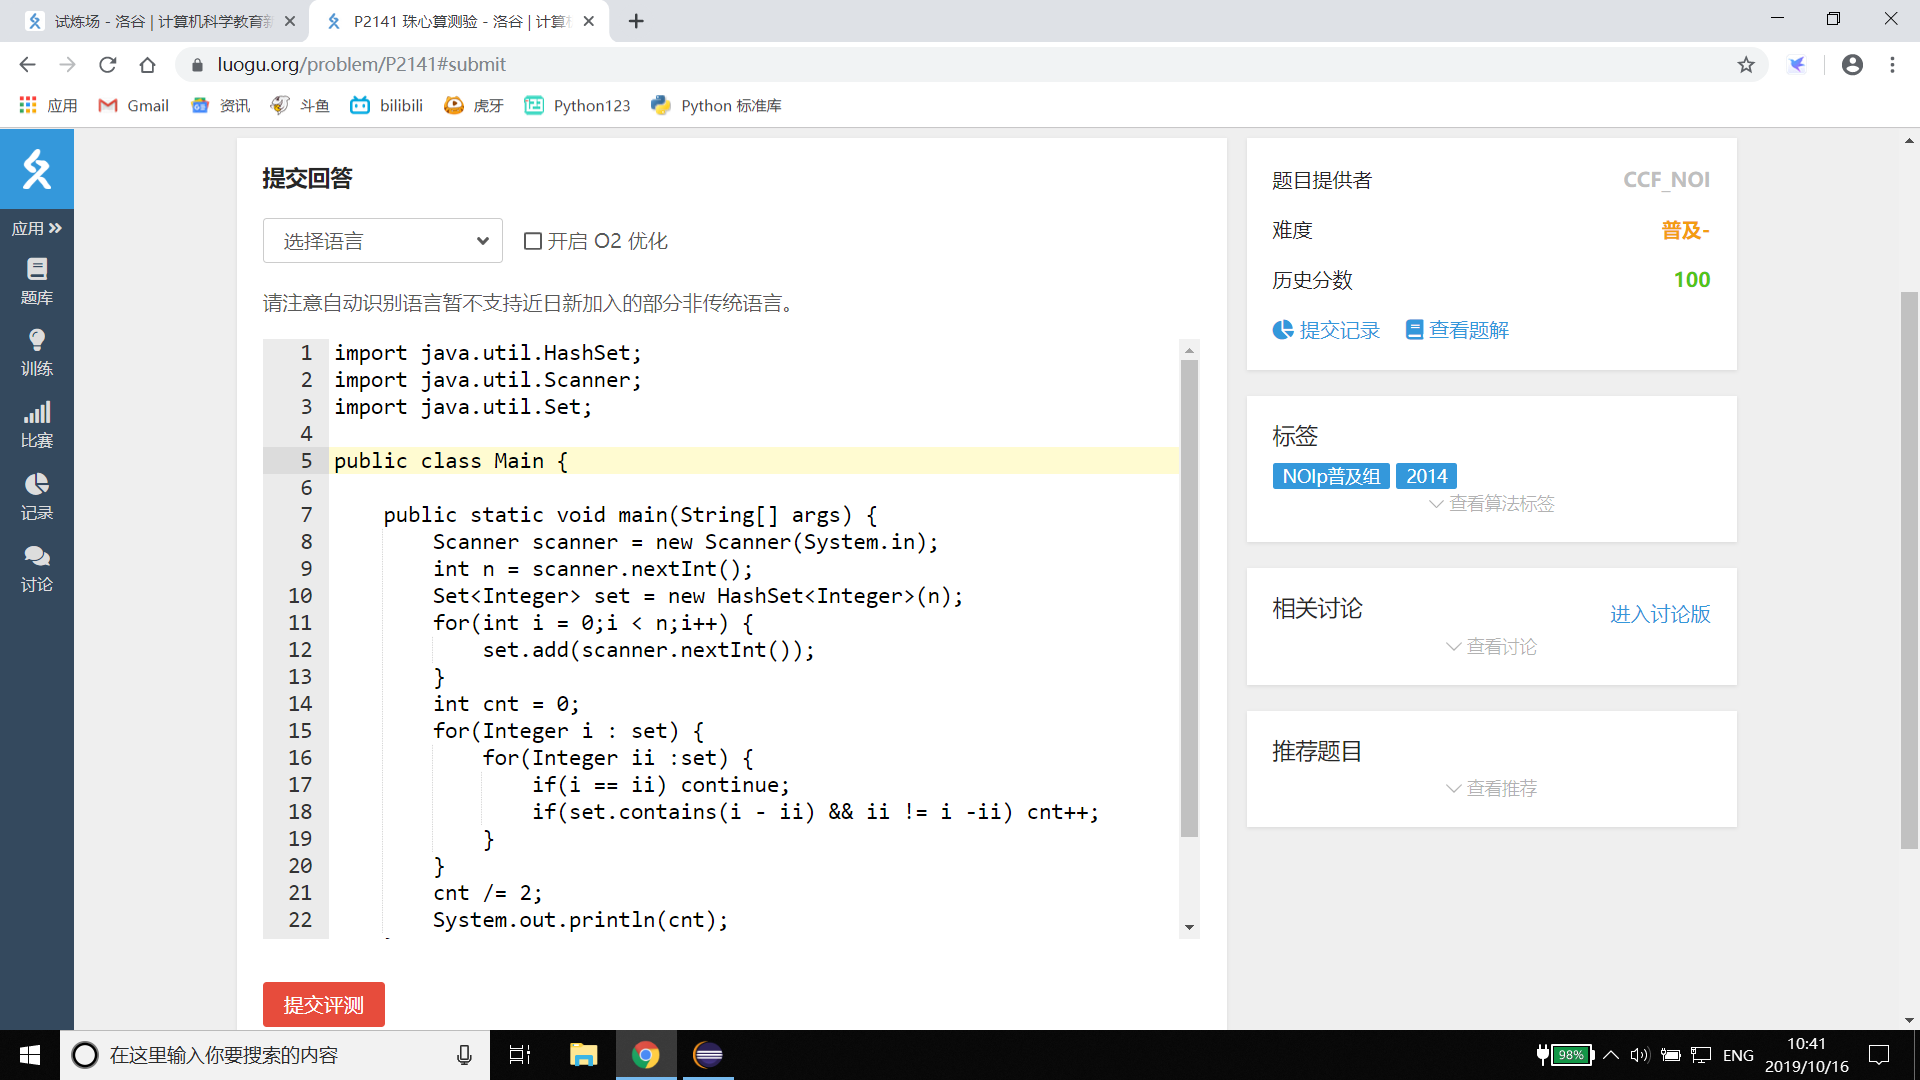 试炼场 - 洛谷 | 计算机科学教育新
P2141 珠心算测验 - 洛谷 | 计算机
luogu.org/problem/P2141#submit
应用
Gmail
资讯
斗鱼
bilibili
虎牙
Python123
Python 标准库
应用 »
题库
训练
比赛
记录
讨论
提交回答
选择语言
开启 O2 优化
请注意自动识别语言暂不支持近日新加入的部分非传统语言。
1 import java.util.HashSet;
2 import java.util.Scanner;
3 import java.util.Set;
4
5 public class Main {
6
7     public static void main(String[] args) {
8         Scanner scanner = new Scanner(System.in);
9         int n = scanner.nextInt();
10         Set<Integer> set = new HashSet<Integer>(n);
11         for(int i = 0;i < n;i++) {
12             set.add(scanner.nextInt());
13         }
14         int cnt = 0;
15         for(Integer i : set) {
16             for(Integer ii :set) {
17                 if(i == ii) continue;
18                 if(set.contains(i - ii) && ii != i -ii) cnt++;
19             }
20         }
21         cnt /= 2;
22         System.out.println(cnt);
提交评测
题目提供者 CCF_NOI
难度 普及-
历史分数 100
提交记录 查看题解
标签
NOIp普及组 2014
查看算法标签
相关讨论 进入讨论版
查看讨论
推荐题目
查看推荐
在这里输入你要搜索的内容
98%
ENG
10:41
2019/10/16